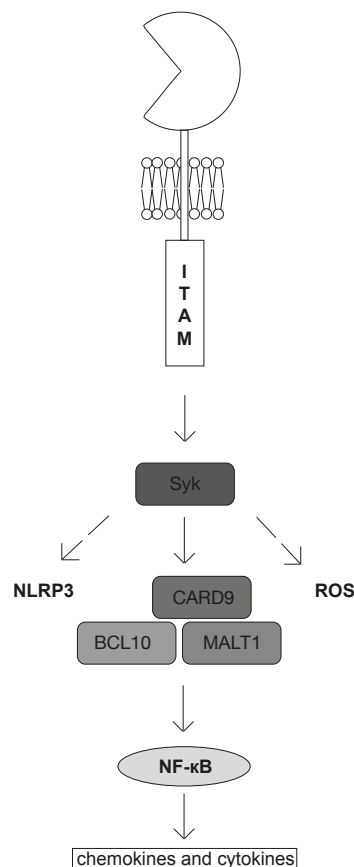 I
T
A
M
Syk
NLRP3
ROS
CARD9
BCL10
MALT1
NF-κB
chemokines and cytokines